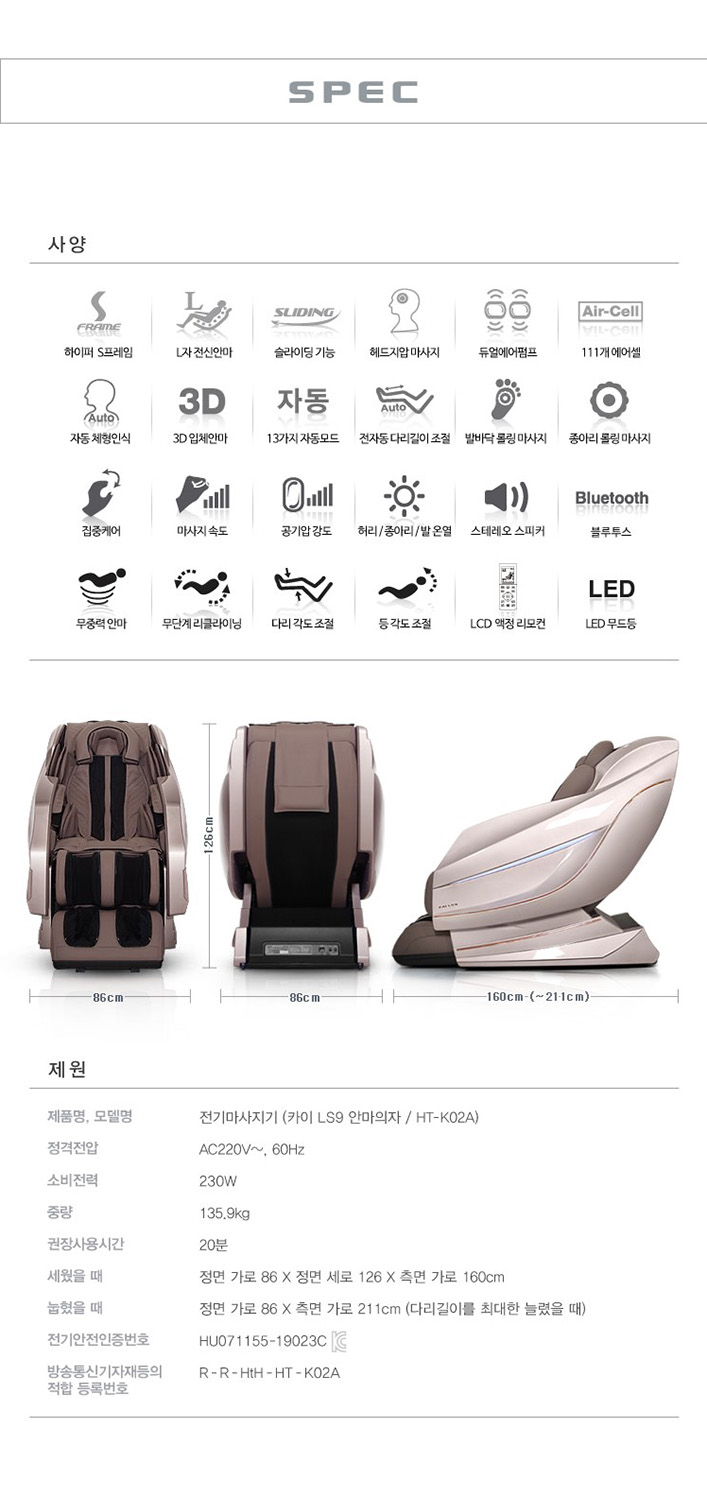 SPEC
사양
S
FRAME
L
SLIDING
Air-Cell
하이퍼 S프레임
L자 전신안마
슬라이딩 기능
헤드지압 마사지
듀얼에어펌프
111개 에어셀
Auto
3D
자동
Auto
자동 체형인식
3D 입체안마
13가지 자동모드
전자동 다리길이 조절
발바닥 롤링 마사지
종아리 롤링 마사지
Bluetooth
집중케어
마사지 속도
공기압 강도
허리/종아리/발 온열
스테레오 스피커
블루투스
LED
무중력 안마
무단계 리클라이닝
다리 각도 조절
등 각도 조절
LCD 액정 리모컨
LED 무드등
126cm
86cm
86cm
160cm (~211cm)
제원
제품명, 모델명 전기마사지기 (카이 LS9 안마의자 / HT-K02A)
정격전압 AC220V~, 60Hz
소비전력 230W
중량 135.9kg
권장사용시간 20분
세웠을 때 정면 가로 86 X 정면 세로 126 X 측면 가로 160cm
눕혔을 때 정면 가로 86 X 측면 가로 211cm (다리길이를 최대한 늘렸을 때)
전기안전인증번호 HU071155-19023C
방송통신기자재등의 R - R - HtH - HT - K02A
적합 등록번호